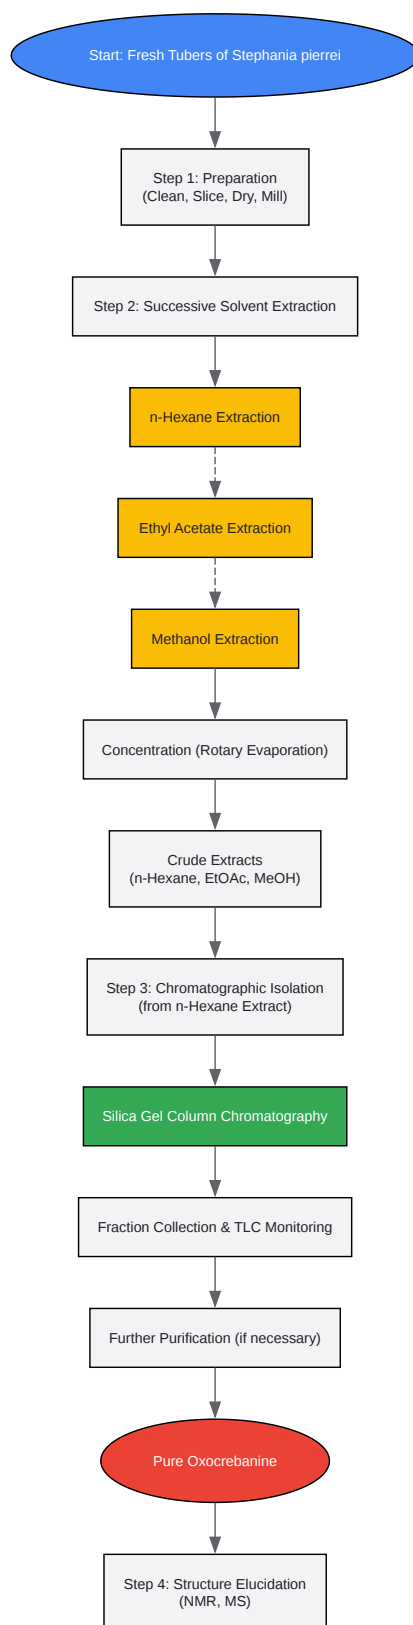 Start: Fresh Tubers of Stephania pierrei
Step 1: Preparation
(Clean, Slice, Dry, Mill)
Step 2: Successive Solvent Extraction
n-Hexane Extraction
Ethyl Acetate Extraction
Methanol Extraction
Concentration (Rotary Evaporation)
Crude Extracts
(n-Hexane, EtOAc, MeOH)
Step 3: Chromatographic Isolation
(from n-Hexane Extract)
Silica Gel Column Chromatography
Fraction Collection & TLC Monitoring
Further Purification (if necessary)
Pure Oxocrebanine
Step 4: Structure Elucidation
(NMR, MS)